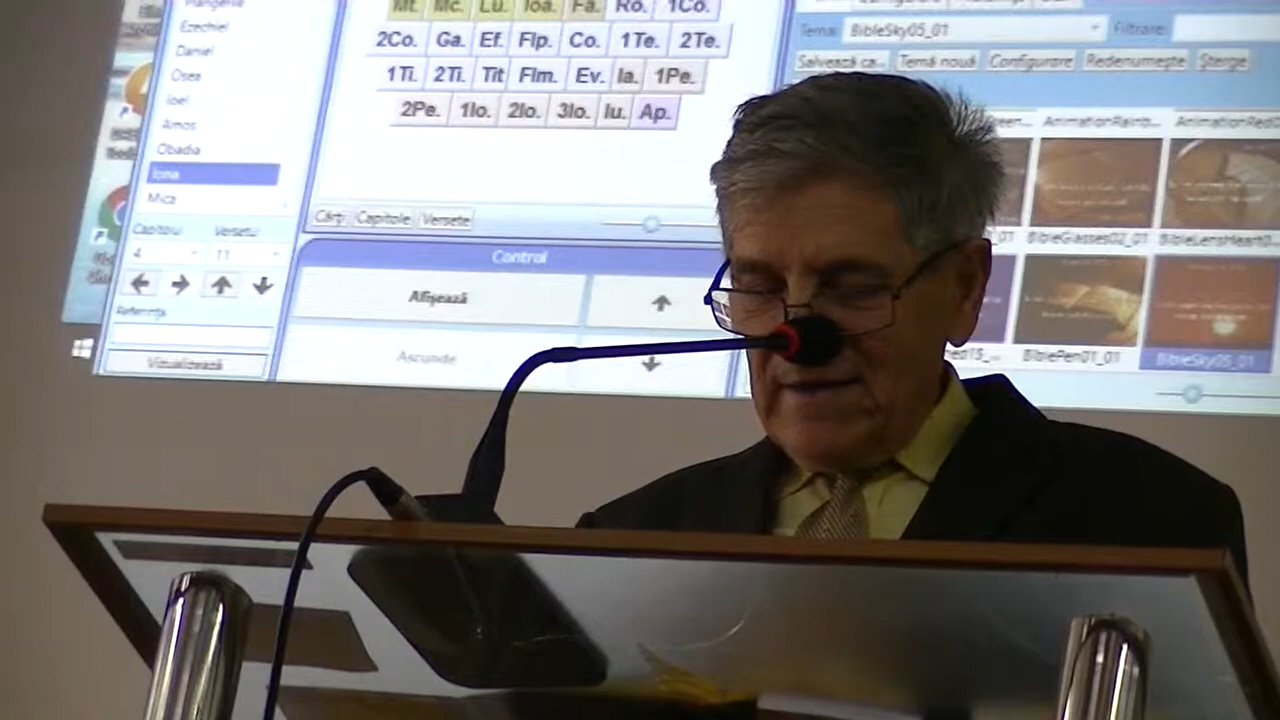 Ezechiel
Daniel
Osea
Ioel
Amos
Obadia
Iona
Mica
Capitolul
Versetul
4
11
Referința
Vizualizează
Mt. Mc. Lu. Ioa. Fa. Ro. 1Co.
2Co. Ga. Ef. Flp. Co. 1Te. 2Te.
1Ti. 2Ti. Tit Flm. Ev. Ia. 1Pe.
2Pe. 1Io. 2Io. 3Io. Iu. Ap.
Cărți Capitole Versete
Control
Afișează
Ascunde
Tema: BibleSky05_01 Filtrare:
Salvează ca... Temă nouă Configurare Redenumește Șterge
BibleGlasses02_01
BiblePen01_01 BibleSky05_01